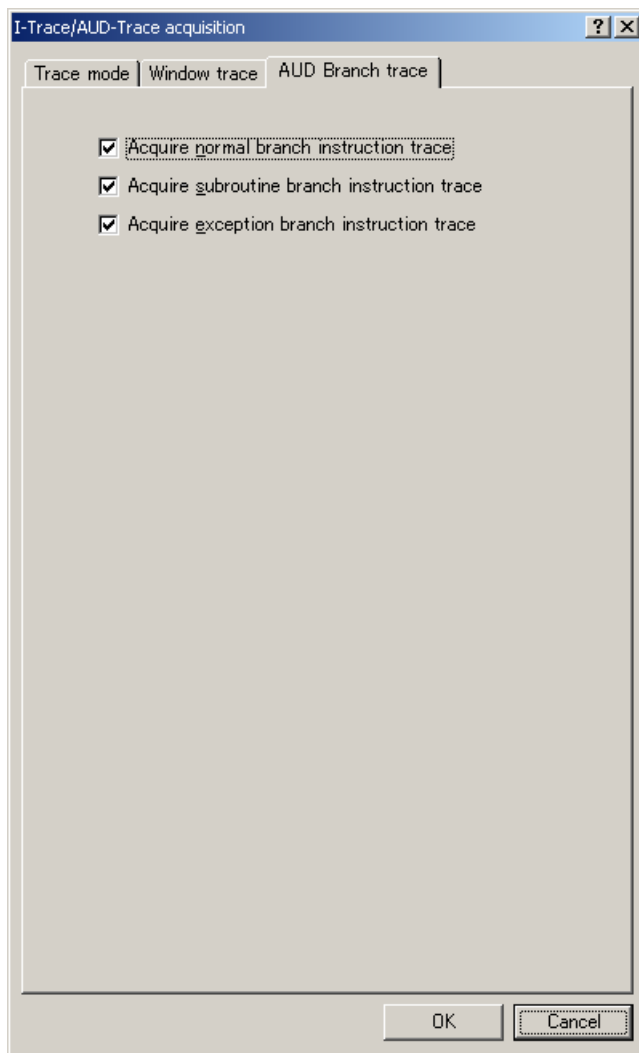 I-Trace/AUD-Trace acquisition
Trace mode Window trace AUD Branch trace
Acquire normal branch instruction trace
Acquire subroutine branch instruction trace
Acquire exception branch instruction trace
OK Cancel